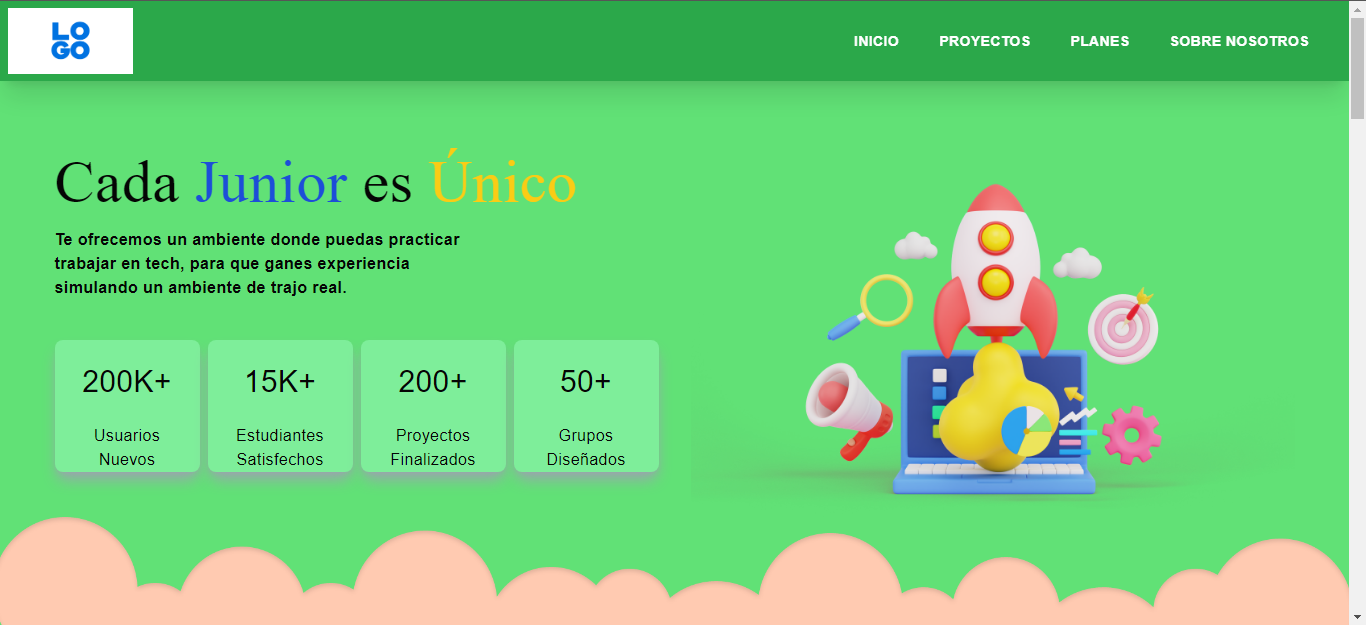 LO
GO
INICIO PROYECTOS PLANES SOBRE NOSOTROS
Cada Junior es Único
Te ofrecemos un ambiente donde puedas practicar
trabajar en tech, para que ganes experiencia
simulando un ambiente de trajo real.
200K+
Usuarios
Nuevos
15K+
Estudiantes
Satisfechos
200+
Proyectos
Finalizados
50+
Grupos
Diseñados